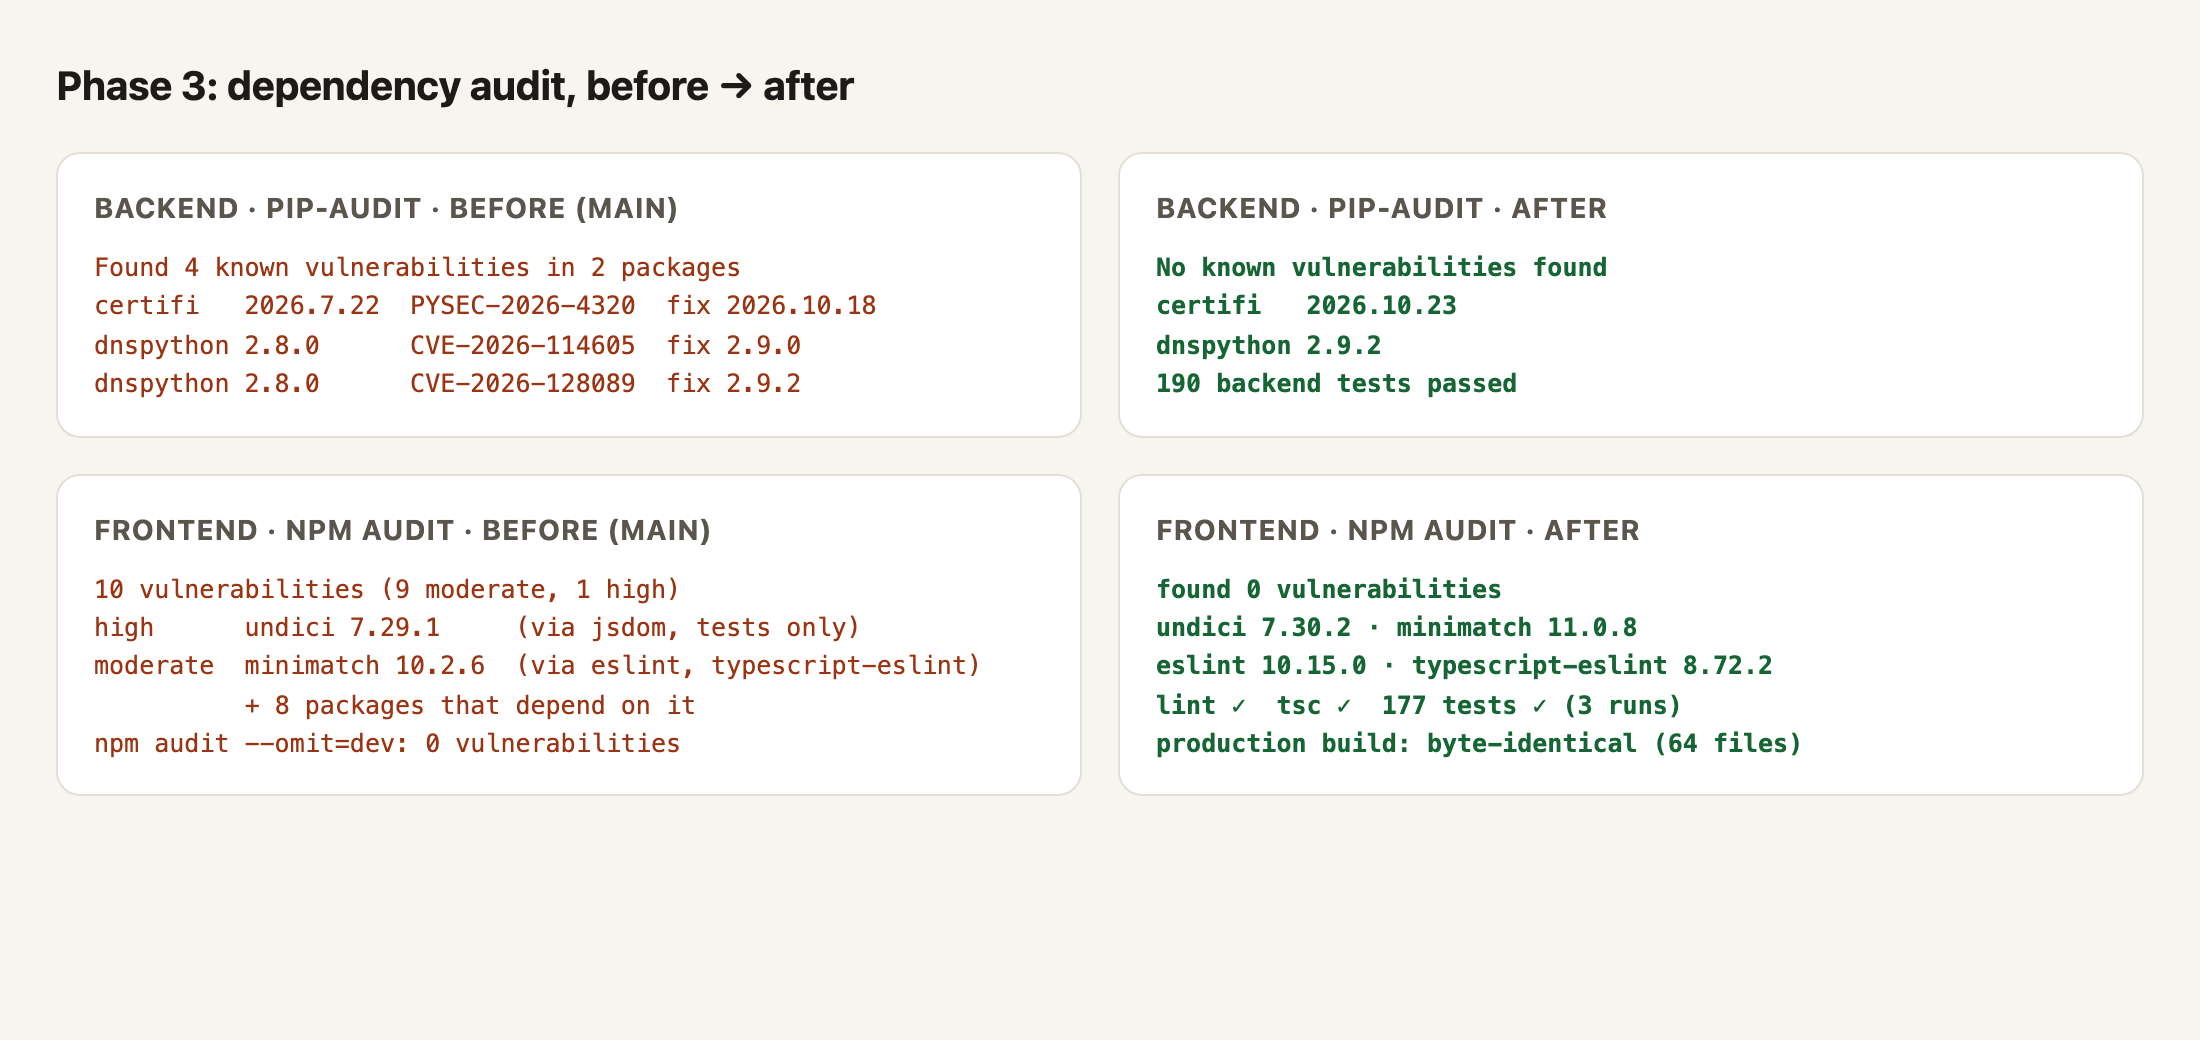 Phase 3: dependency audit, before → after
BACKEND · PIP-AUDIT · BEFORE (MAIN)
Found 4 known vulnerabilities in 2 packages
certifi   2026.7.22  PYSEC-2026-4320  fix 2026.10.18
dnspython 2.8.0      CVE-2026-114605  fix 2.9.0
dnspython 2.8.0      CVE-2026-128089  fix 2.9.2
BACKEND · PIP-AUDIT · AFTER
No known vulnerabilities found
certifi   2026.10.23
dnspython 2.9.2
190 backend tests passed
FRONTEND · NPM AUDIT · BEFORE (MAIN)
10 vulnerabilities (9 moderate, 1 high)
high      undici 7.29.1     (via jsdom, tests only)
moderate  minimatch 10.2.6  (via eslint, typescript-eslint)
+ 8 packages that depend on it
npm audit --omit=dev: 0 vulnerabilities
FRONTEND · NPM AUDIT · AFTER
found 0 vulnerabilities
undici 7.30.2 · minimatch 11.0.8
eslint 10.15.0 · typescript-eslint 8.72.2
lint ✓  tsc ✓  177 tests ✓ (3 runs)
production build: byte-identical (64 files)